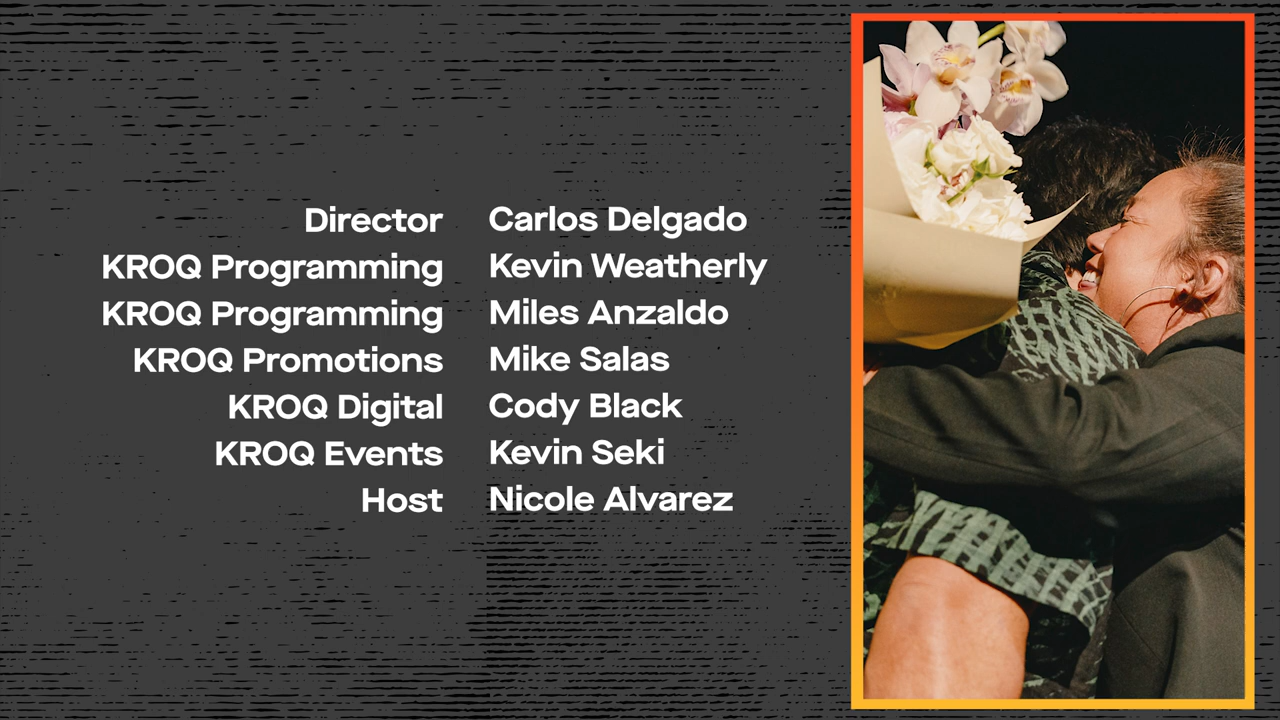 Director Carlos Delgado
KROQ Programming Kevin Weatherly
KROQ Programming Miles Anzaldo
KROQ Promotions Mike Salas
KROQ Digital Cody Black
KROQ Events Kevin Seki
Host Nicole Alvarez